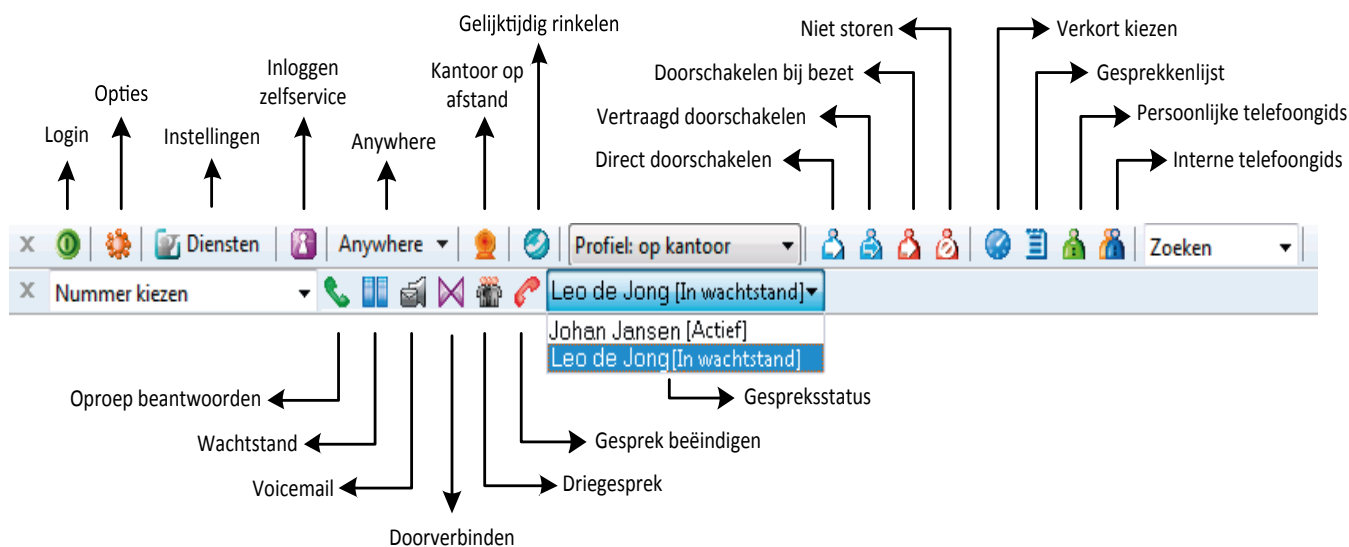 Gelijktijdig rinkelen
Niet storen
Verkort kiezen
Inloggen
zelfservice
Kantoor op
afstand
Doorschakelen bij bezet
Gesprekkenlijst
Opties
Vertraagd doorschakelen
Persoonlijke telefoongids
Login
Instellingen
Anywhere
Direct doorschakelen
Interne telefoongids
X
Diensten
Anywhere
Profiel: op kantoor
Zoeken
X
Nummer kiezen
Leo de Jong [In wachtstand]
Johan Jansen [Actief]
Leo de Jong[In wachtstand]
Oproep beantwoorden
Gespreksstatus
Wachtstand
Gesprek beëindigen
Voicemail
Driegesprek
Doorverbinden